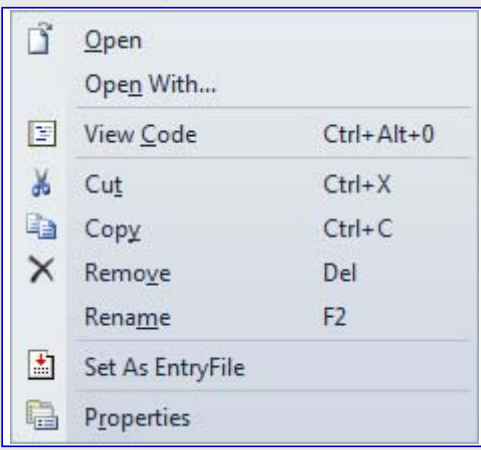 Open
Open With...
View Code Ctrl+Alt+0
Cut Ctrl+X
Copy Ctrl+C
Remove Del
Rename F2
Set As EntryFile
Properties